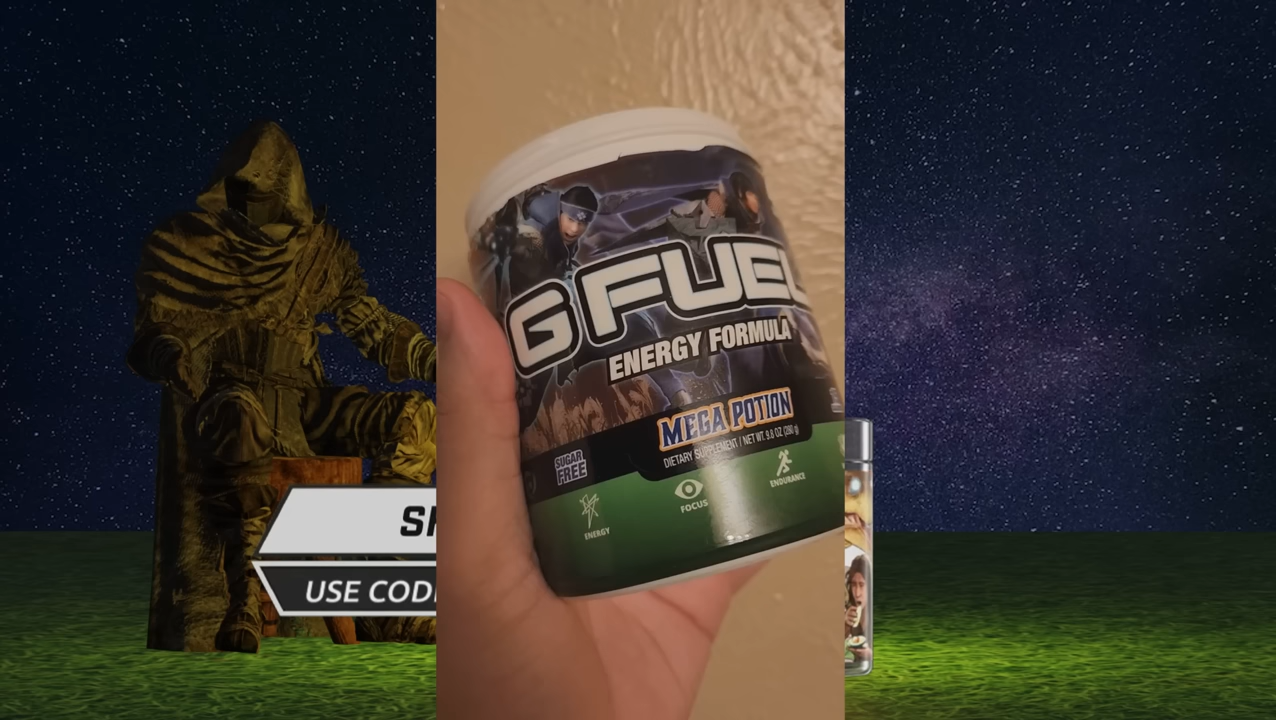 G FUEL
ENERGY FORMULA
MEGA POTION
DIETARY SUPPLEMENT / NET WT. 9.8 OZ (280 g)
SUGAR
FREE
ENERGY
FOCUS
ENDURANCE
USE COD